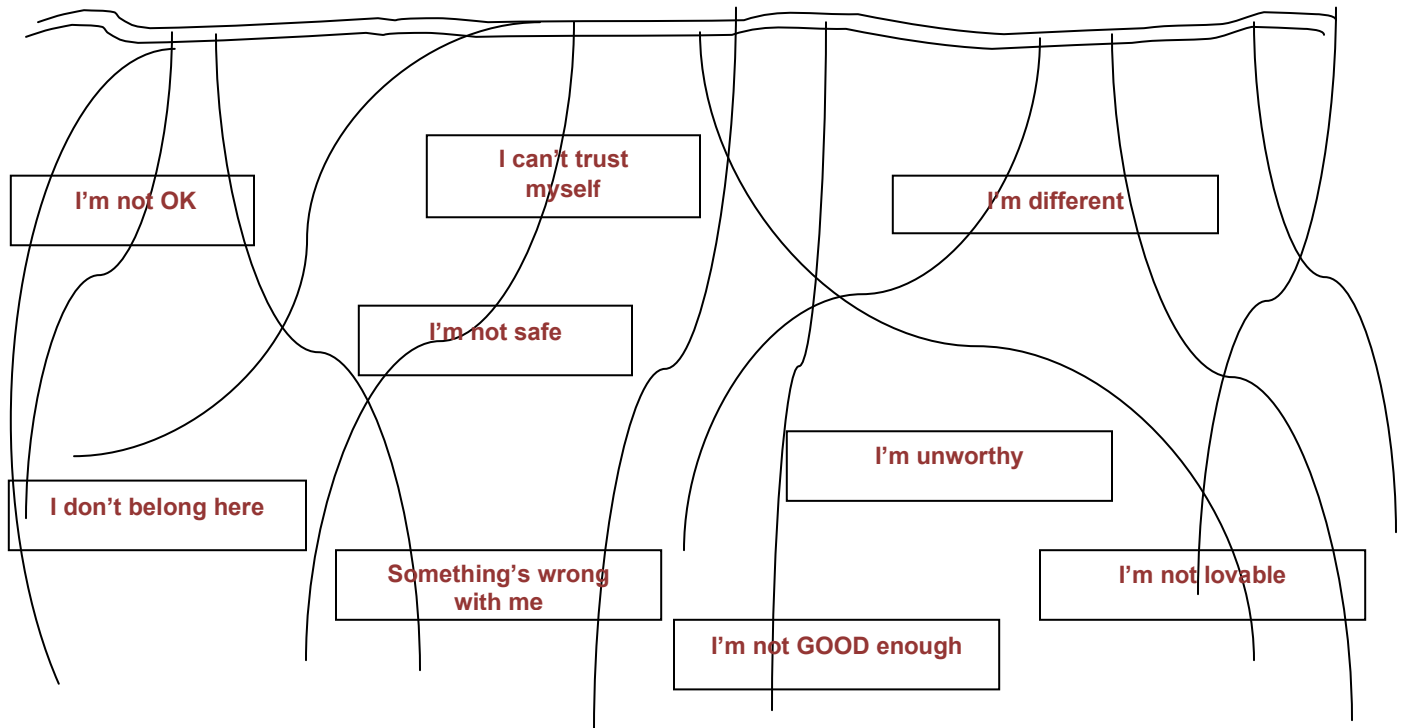 I can't trust
myself
I'm not OK
I'm different
I'm not safe
I'm unworthy
I don't belong here
Something's wrong
with me
I'm not lovable
I'm not GOOD enough